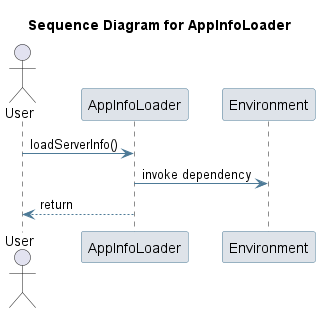 Sequence Diagram for AppInfoLoader
User
AppInfoLoader
Environment
loadServerInfo()
invoke dependency
return
User
AppInfoLoader
Environment